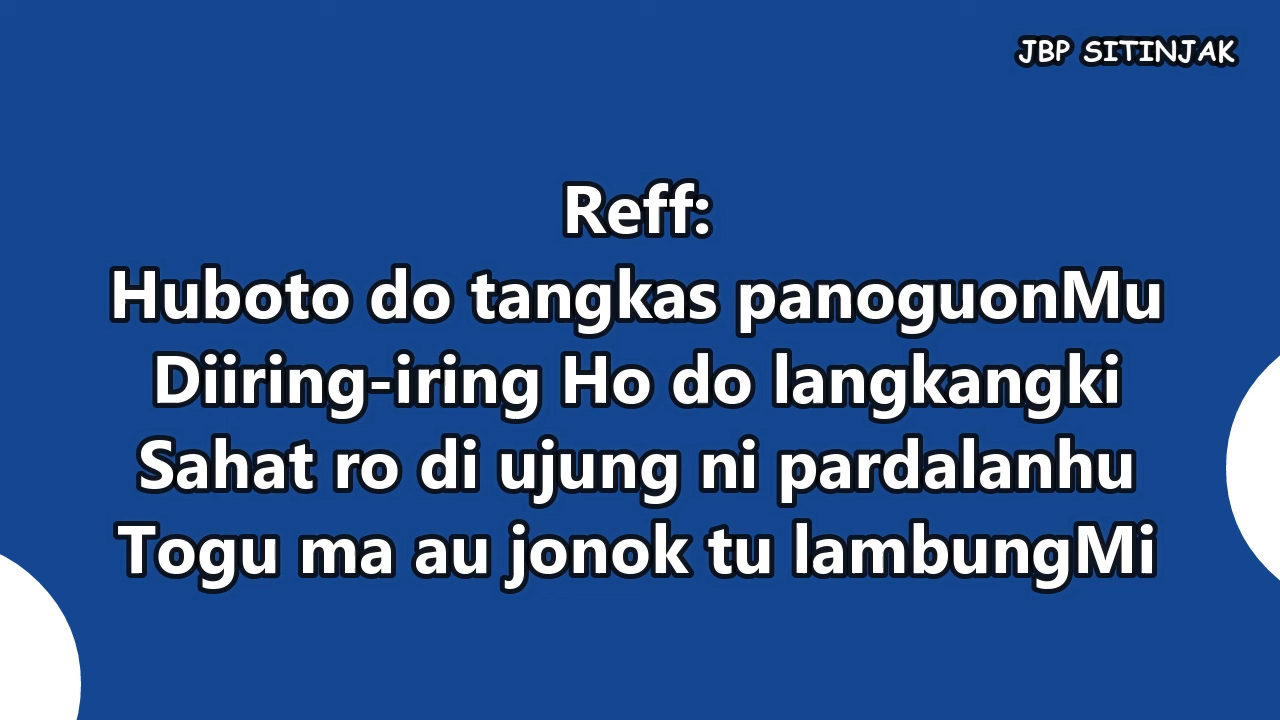 JBP SITINJAK
Reff:
Huboto do tangkas panoguonMu
Diiring-iring Ho do langkangki
Sahat ro di ujung ni pardalanhu
Togu ma au jonok tu lambungMi